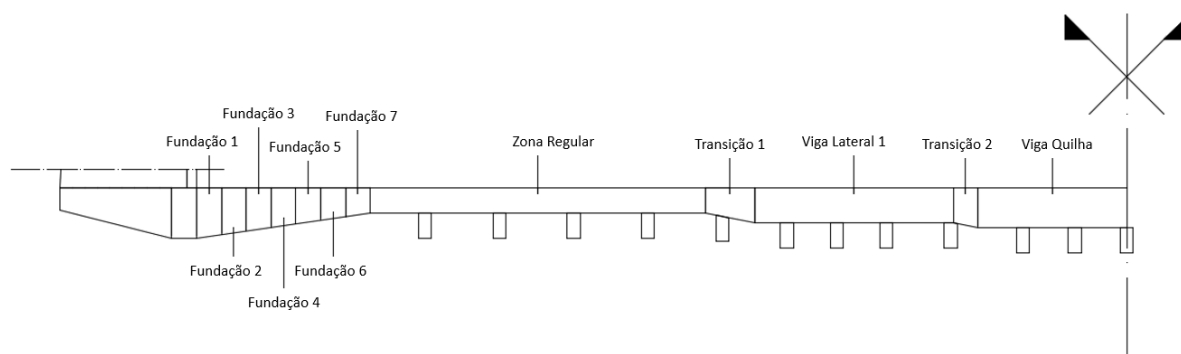 Fundação 1
Fundação 3
Fundação 5
Fundação 7
Zona Regular
Transição 1
Viga Lateral 1
Transição 2
Viga Quilha
Fundação 2
Fundação 4
Fundação 6